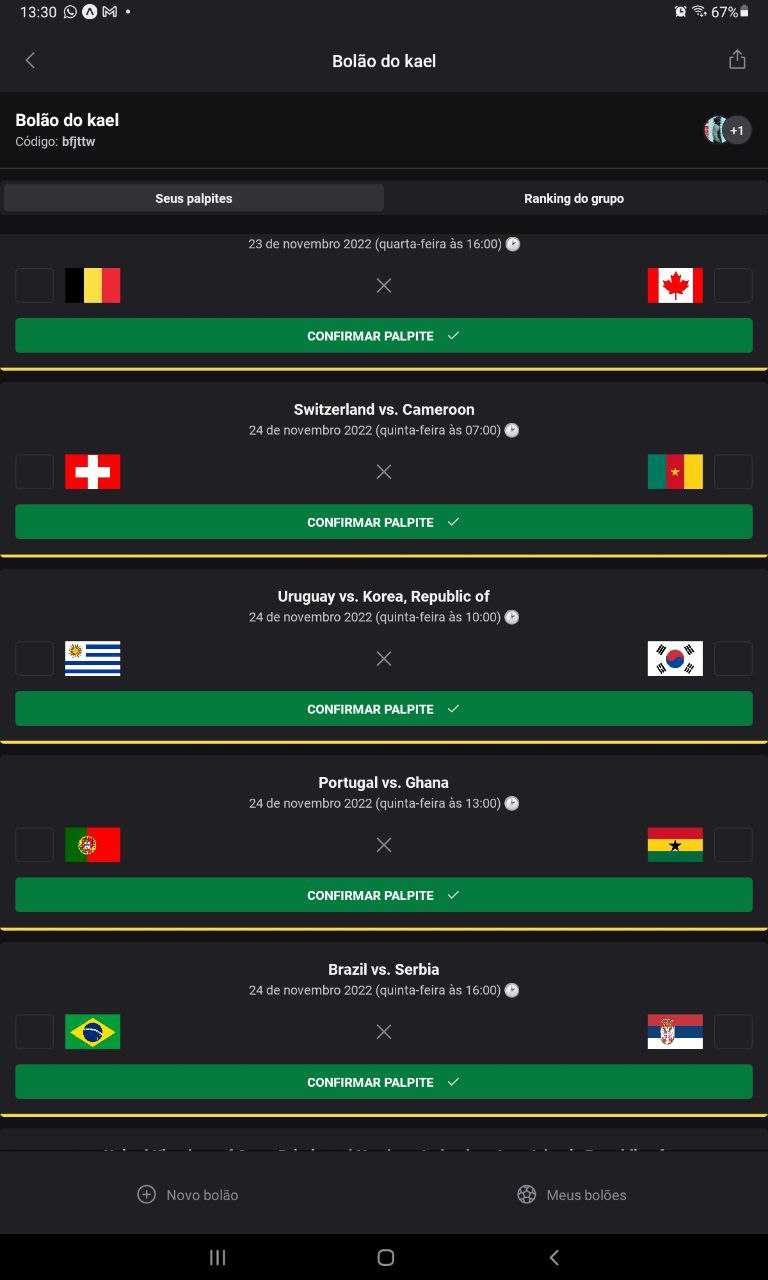 13:30
67%
Bolão do kael
Bolão do kael
Código: bfjttw
+1
Seus palpites
Ranking do grupo
23 de novembro 2022 (quarta-feira às 16:00)
CONFIRMAR PALPITE
Switzerland vs. Cameroon
24 de novembro 2022 (quinta-feira às 07:00)
CONFIRMAR PALPITE
Uruguay vs. Korea, Republic of
24 de novembro 2022 (quinta-feira às 10:00)
CONFIRMAR PALPITE
Portugal vs. Ghana
24 de novembro 2022 (quinta-feira às 13:00)
CONFIRMAR PALPITE
Brazil vs. Serbia
24 de novembro 2022 (quinta-feira às 16:00)
CONFIRMAR PALPITE
Novo bolão
Meus bolões